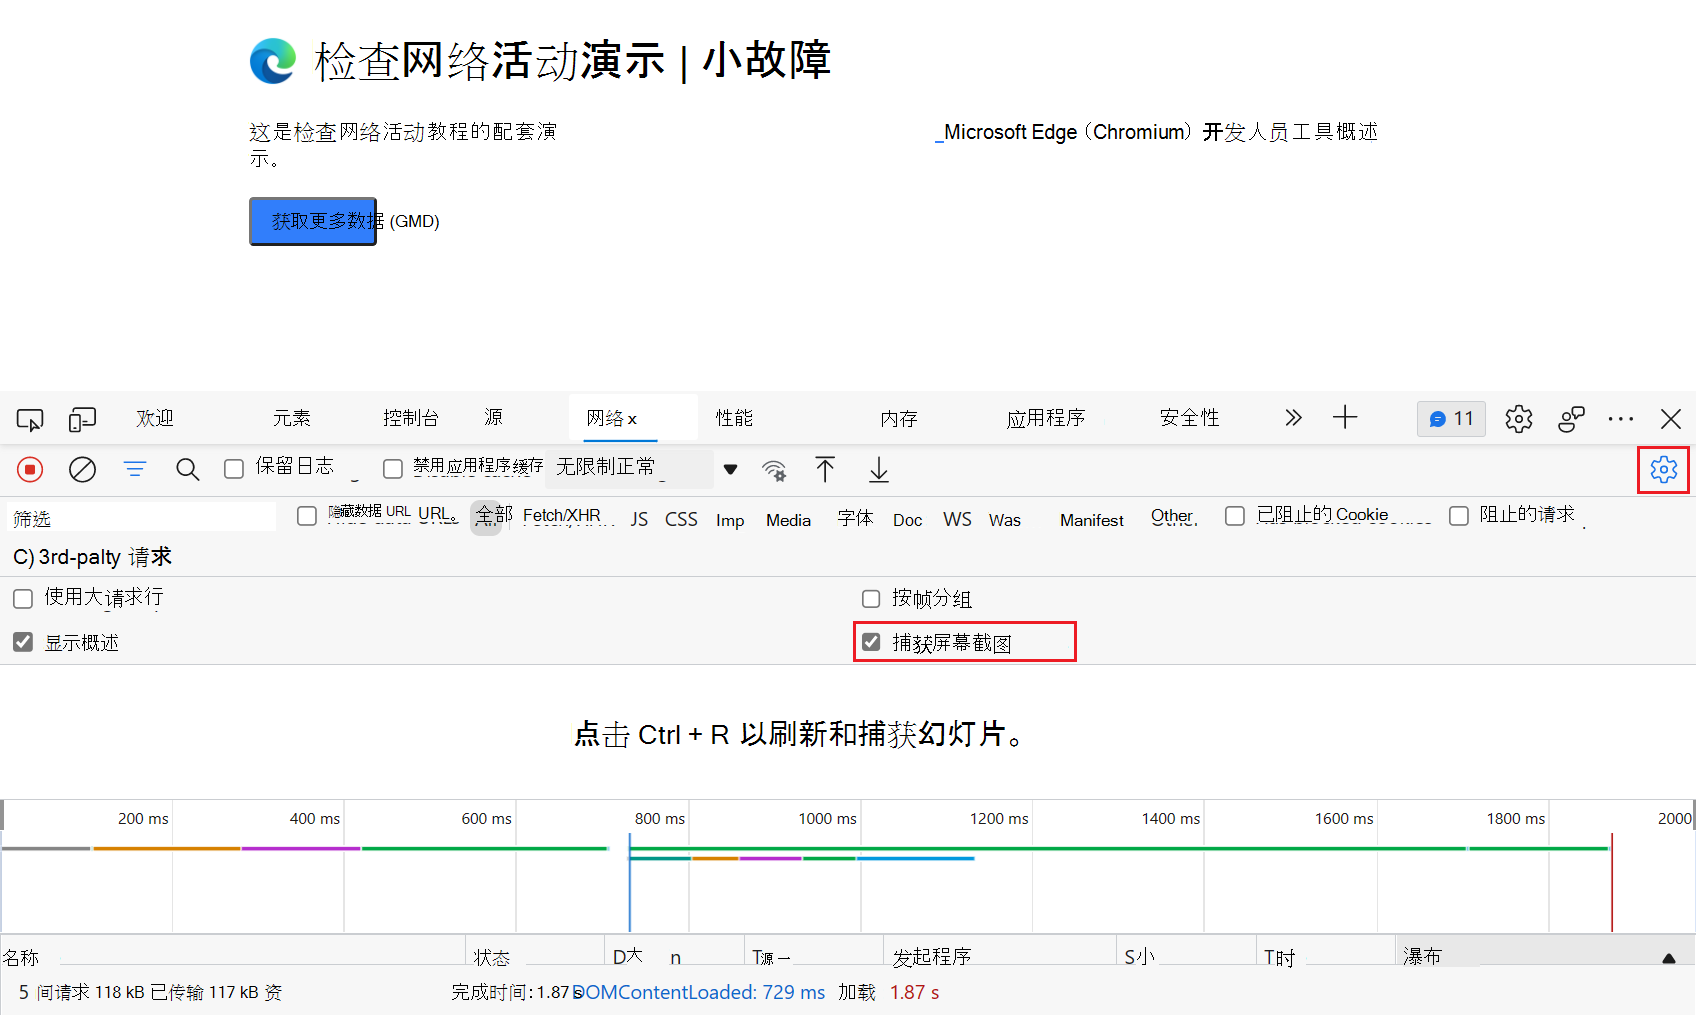 检查网络活动演示 | 小故障
这是检查网络活动教程的配套演
示。
_Microsoft Edge（Chromium）开发人员工具概述
获取更多数据 (GMD)
欢迎 元素 控制台 源 网络 x 性能 内存 应用程序 安全性 11
保留日志 禁用应用程序缓存 无限制正常
筛选 隐藏数据 URL URL。 全部 Fetch/XHR JS CSS Imp Media 字体 Doc WS Was Manifest Other 已阻止的 Cookie 阻止的请求
C) 3rd-palty 请求
使用大请求行 按帧分组
显示概述 捕获屏幕截图
点击 Ctrl + R 以刷新和捕获幻灯片。
200 ms 400 ms 600 ms 800 ms 1000 ms 1200 ms 1400 ms 1600 ms 1800 ms 2000
名称 状态 D大 n T源一 发起程序 S小 T时 瀑布
5 间请求 118 kB 已传输 117 kB 资 完成时间: 1.87 s DOMContentLoaded: 729 ms 加载 1.87 s